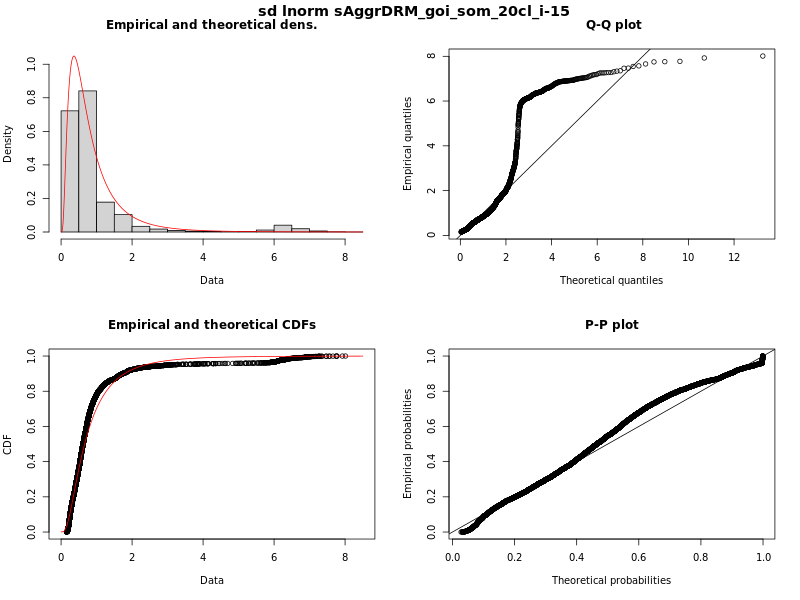 sd lnorm sAggrDRM_goi_som_20cl_i-15
Empirical and theoretical dens.
Density
0.0 0.2 0.4 0.6 0.8 1.0
0 2 4 6 8
Data
Q-Q plot
Empirical quantiles
0 2 4 6 8
0 2 4 6 8 10 12
Theoretical quantiles
Empirical and theoretical CDFs
CDF
0.0 0.2 0.4 0.6 0.8 1.0
0 2 4 6 8
Data
P-P plot
Empirical probabilities
0.0 0.2 0.4 0.6 0.8 1.0
0.0 0.2 0.4 0.6 0.8 1.0
Theoretical probabilities